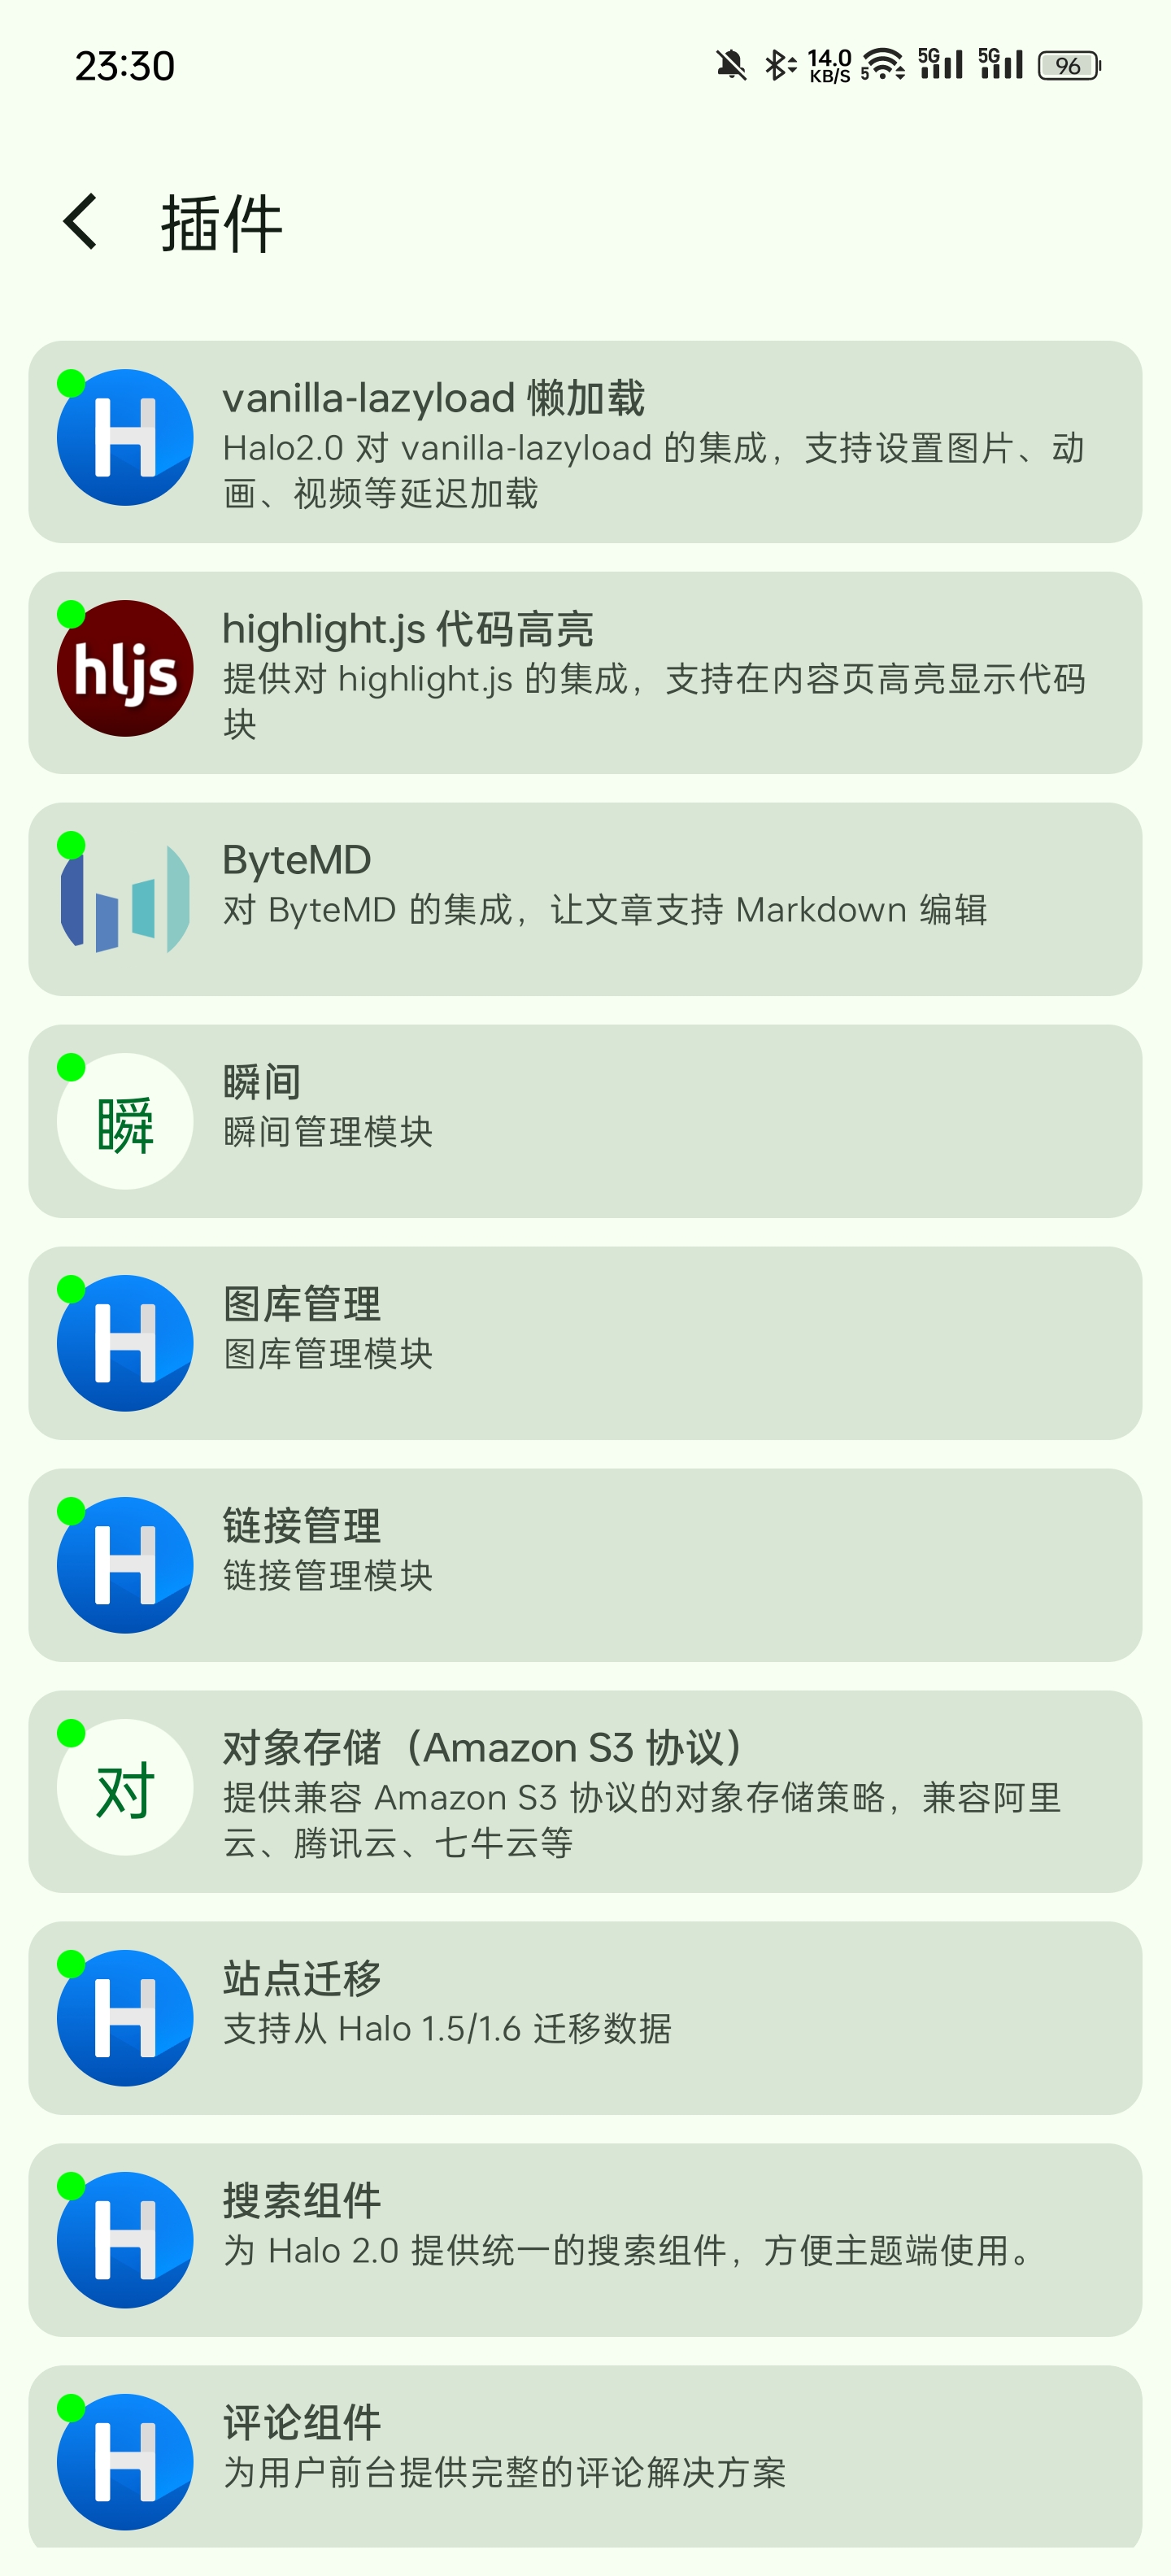 23:30
14.0
KB/S
5
5G
5G
96
插件
vanilla-lazyload 懒加载
Halo2.0 对 vanilla-lazyload 的集成，支持设置图片、动
画、视频等延迟加载
hljs
highlight.js 代码高亮
提供对 highlight.js 的集成，支持在内容页高亮显示代码
块
ByteMD
对 ByteMD 的集成，让文章支持 Markdown 编辑
瞬
瞬间
瞬间管理模块
H
图库管理
图库管理模块
H
链接管理
链接管理模块
对
对象存储（Amazon S3 协议）
提供兼容 Amazon S3 协议的对象存储策略，兼容阿里
云、腾讯云、七牛云等
H
站点迁移
支持从 Halo 1.5/1.6 迁移数据
H
搜索组件
为 Halo 2.0 提供统一的搜索组件，方便主题端使用。
H
评论组件
为用户前台提供完整的评论解决方案